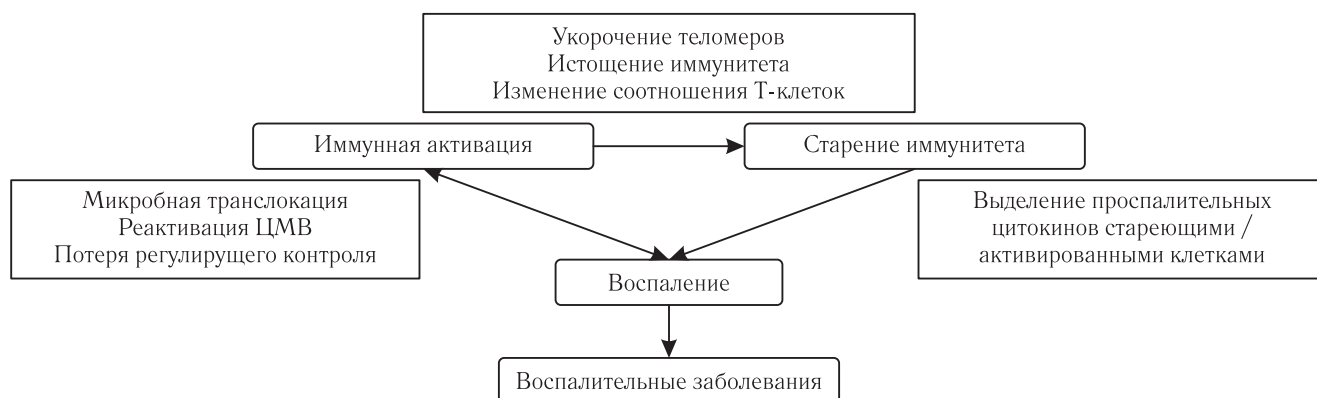 Укорочение теломеров
Истощение иммунитета
Изменение соотношения Т-клеток
Иммунная активация
Старение иммунитета
Микробная транслокация
Реактивация ЦМВ
Потеря регулирущего контроля
Выделение проспалительных
цитокинов стареющими /
активированными клетками
Воспаление
Воспалительные заболевания